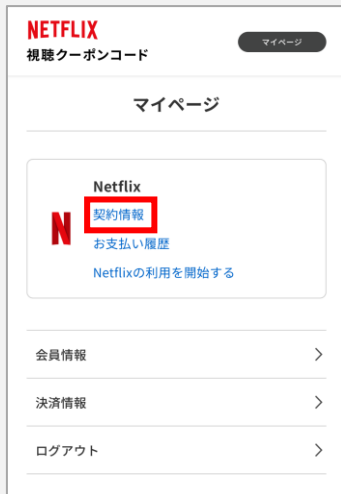 NETFLIX
視聴クーポンコード
マイページ
マイページ
N
Netflix
契約情報
お支払い履歴
Netflixの利用を開始する
会員情報
決済情報
ログアウト